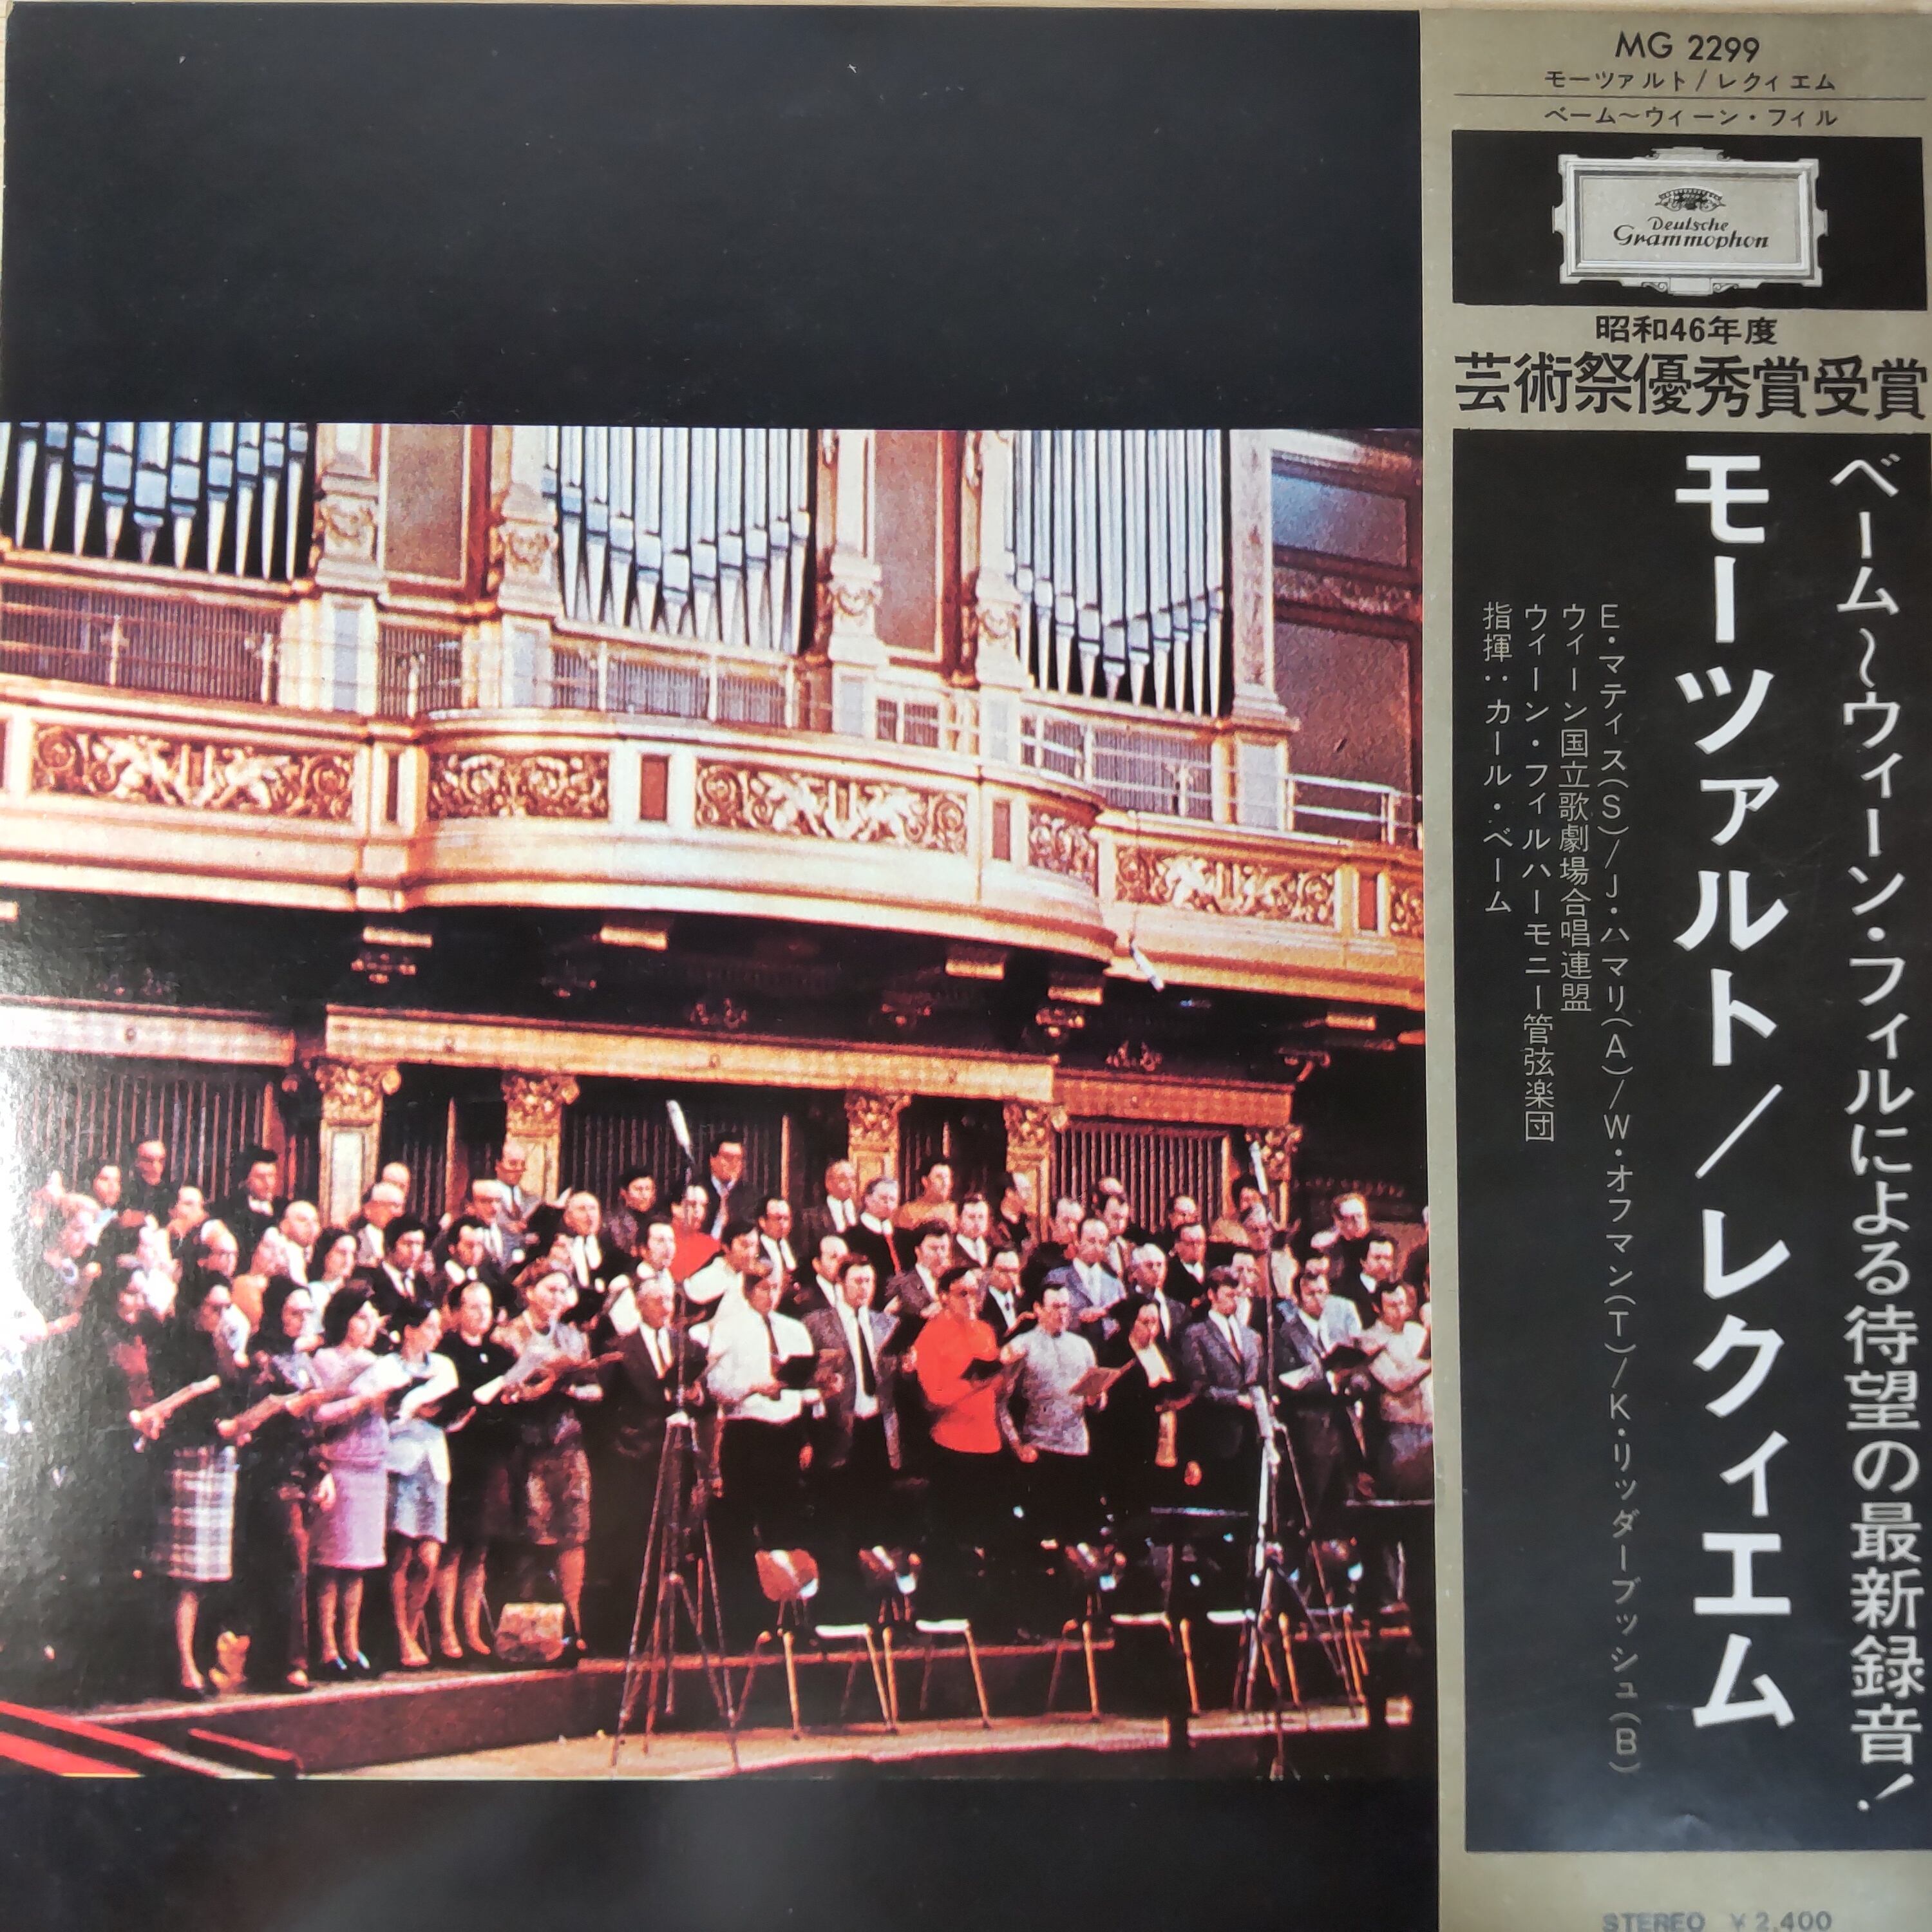 MG 2299
モーツァルト/レクィエム
ベーム〜ウィーン・フィル
Deutsche
Grammophon
昭和46年度
芸術祭優秀賞受賞
ベーム〜ウィーン・フィルによる待望の最新録音!
モーツァルト/レクィエム
E・マティス(S)/J・ハマリ(A)/W・オフマン(T)/K・リッダーブッシュ(B)
ウィーン国立歌劇場合唱連盟
ウィーン・フィルハーモニー管弦楽団
指揮:カール・ベーム
STEREO ¥2,400